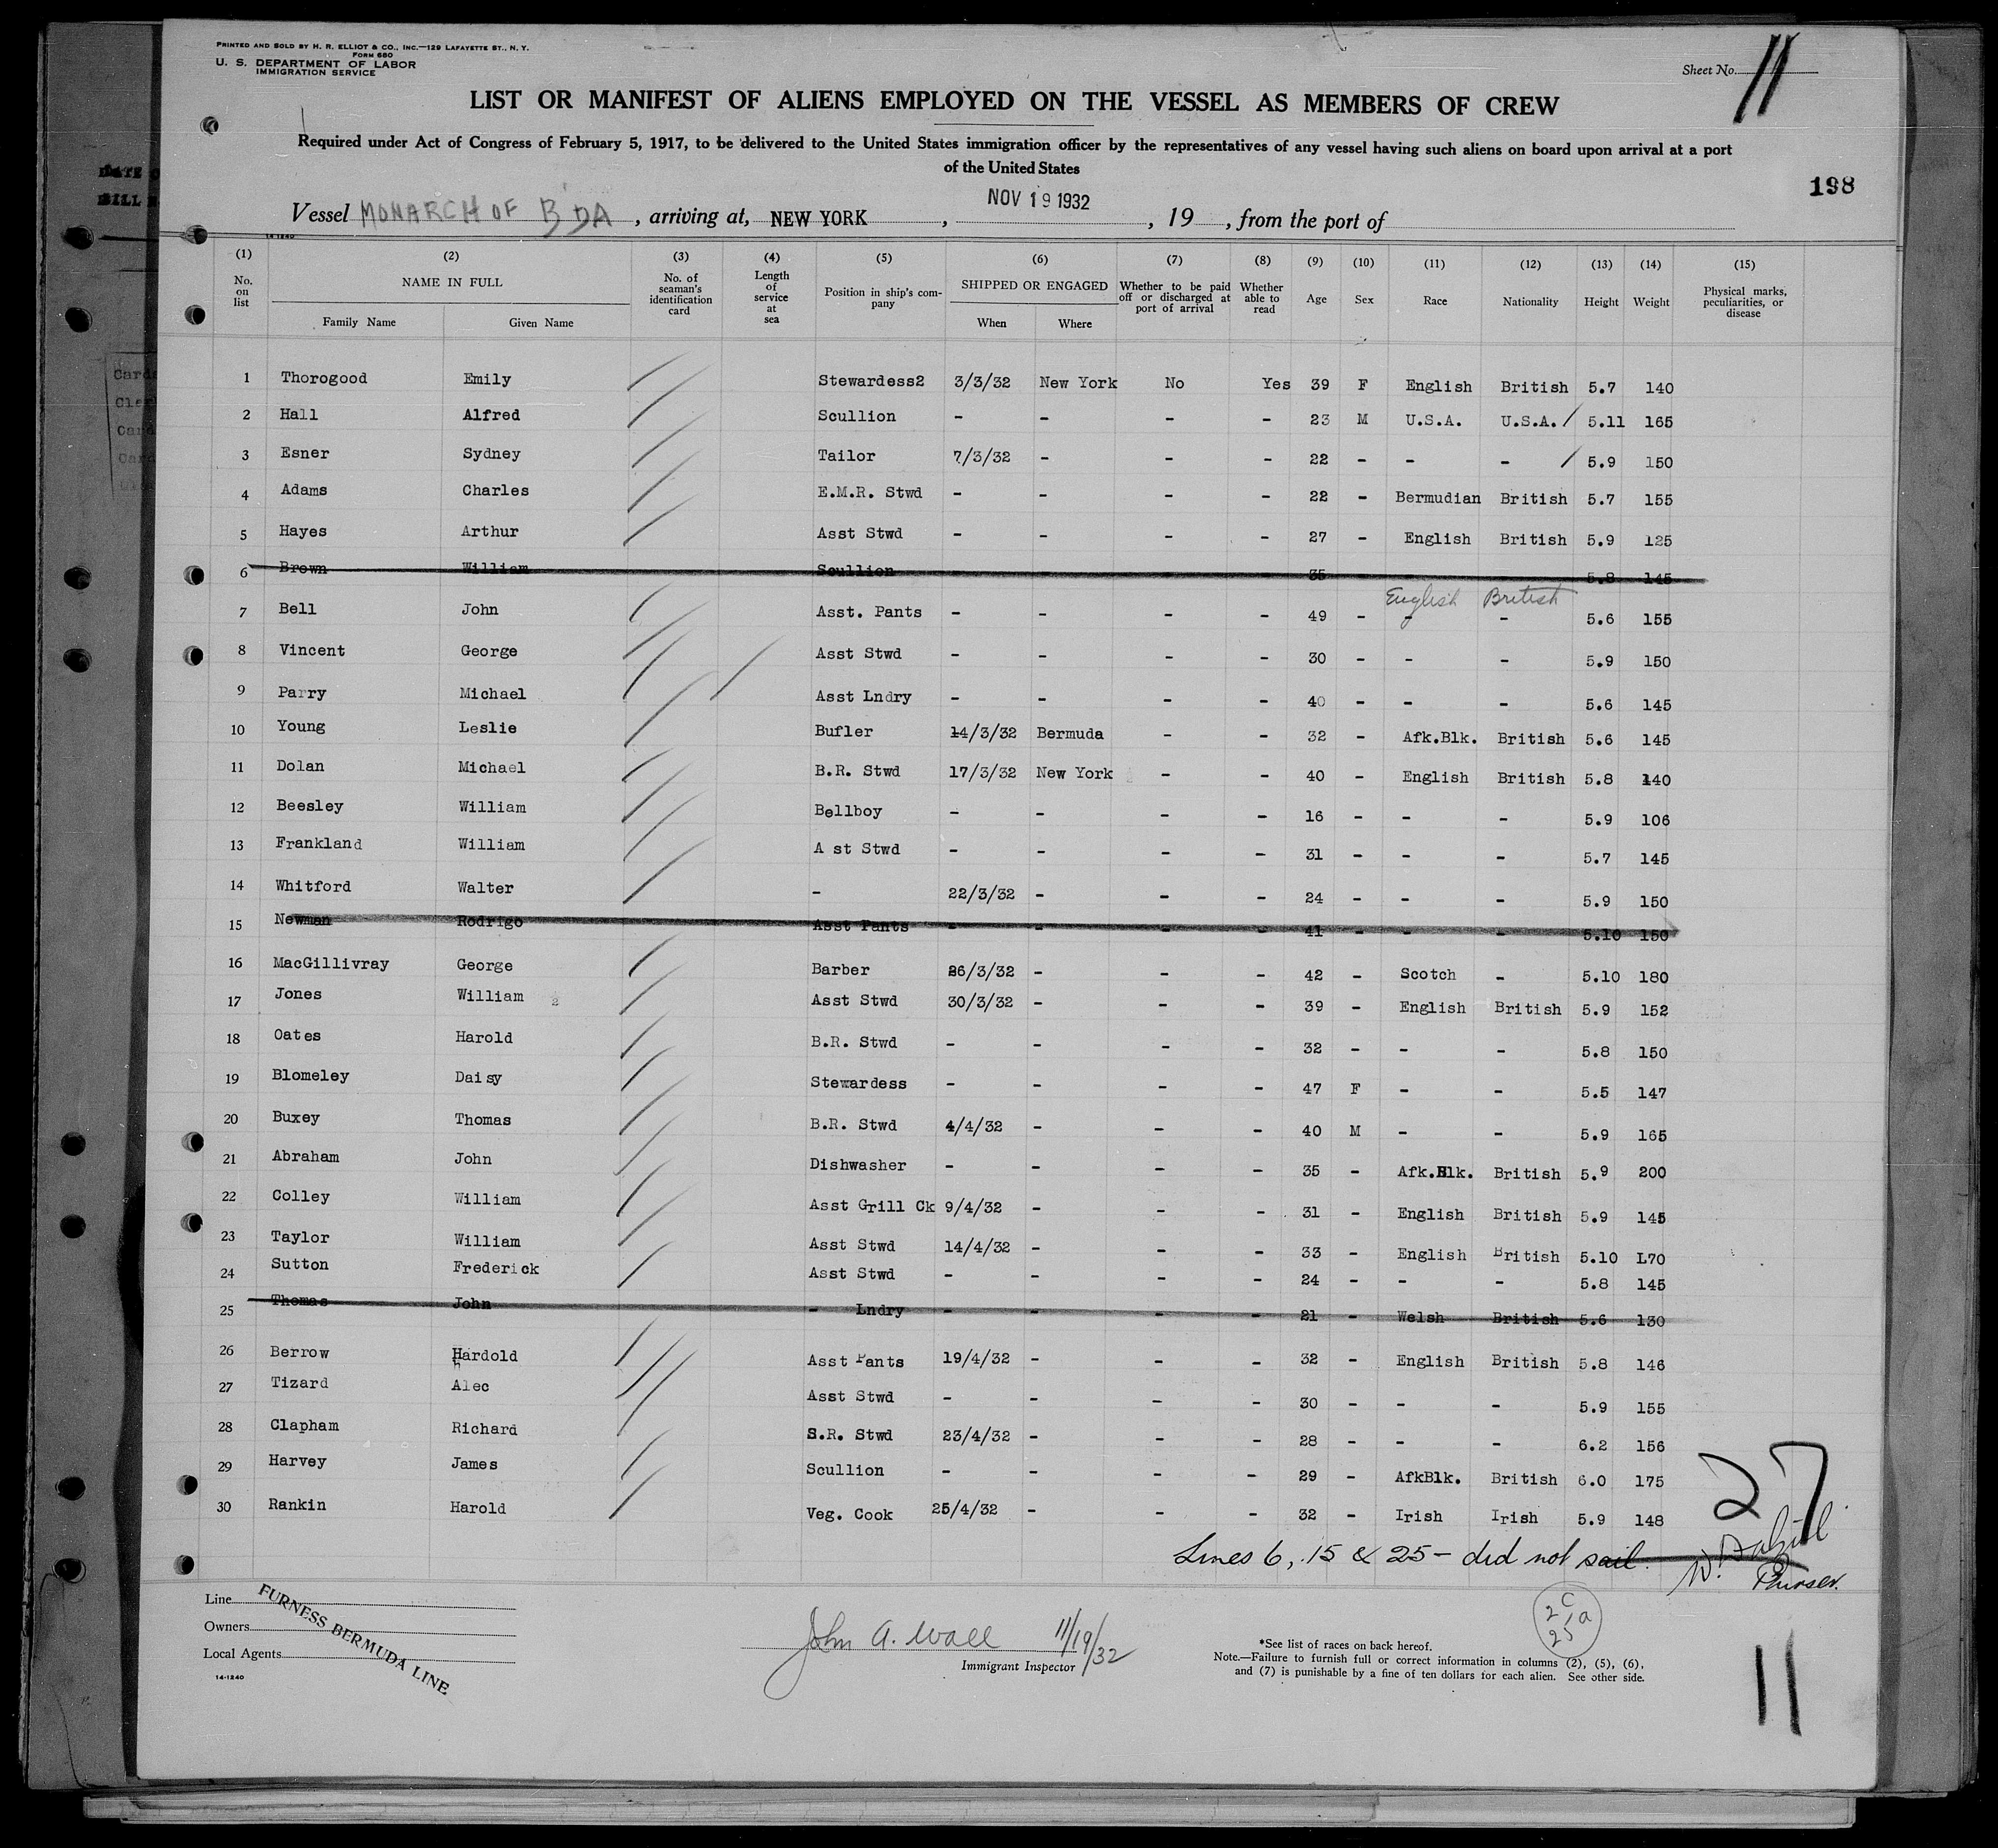 PRINTED AND SOLD BY H. R. ELLIOT & CO., INC.—129 LAFAYETTE ST., N. Y.
FORM 680
U. S. DEPARTMENT OF LABOR
IMMIGRATION SERVICE
Sheet No. 11
LIST OR MANIFEST OF ALIENS EMPLOYED ON THE VESSEL AS MEMBERS OF CREW
Required under Act of Congress of February 5, 1917, to be delivered to the United States immigration officer by the representatives of any vessel having such aliens on board upon arrival at a port
of the United States
198
Vessel MONARCH OF BDA, arriving at, NEW YORK, NOV 19 1932, 19, from the port of
14-1240
(1) (2) (3) (4) (5) (6) (7) (8) (9) (10) (11) (12) (13) (14) (15)
No. on list NAME IN FULL Family Name Given Name No. of seaman's identification card Length of service at sea Position in ship's company SHIPPED OR ENGAGED When Where Whether to be paid off or discharged at port of arrival Whether able to read Age Sex Race Nationality Height Weight Physical marks, peculiarities, or disease
1 Thorogood Emily Stewardess2 3/3/32 New York No Yes 39 F English British 5.7 140
2 Hall Alfred Scullion - - - - 23 M U.S.A. U.S.A. / 5.11 165
3 Esner Sydney Tailor 7/3/32 - - - 22 - - - / 5.9 150
4 Adams Charles E.M.R. Stwd - - - - 22 - Bermudian British 5.7 155
5 Hayes Arthur Asst Stwd - - - - 27 - English British 5.9 125
6 Brown William Scullion 35 5.8 145
English British
7 Bell John Asst. Pants - - - - 49 - - - 5.6 155
8 Vincent George Asst Stwd - - - - 30 - - - 5.9 150
9 Parry Michael Asst Lndry - - - - 40 - - - 5.6 145
10 Young Leslie Bufler 14/3/32 Bermuda - - 32 - Afk.Blk. British 5.6 145
11 Dolan Michael B.R. Stwd 17/3/32 New York - - 40 - English British 5.8 140
12 Beesley William Bellboy - - - - 16 - - - 5.9 106
13 Frankland William A st Stwd - - - - 31 - - - 5.7 145
14 Whitford Walter - 22/3/32 - - - 24 - - - 5.9 150
15 Newman Rodrigo Asst Pants - - - - 41 - - - 5.10 150
16 MacGillivray George Barber 26/3/32 - - - 42 - Scotch - 5.10 180
17 Jones William 2 Asst Stwd 30/3/32 - - - 39 - English British 5.9 152
18 Oates Harold B.R. Stwd - - - - 32 - - - 5.8 150
19 Blomeley Daisy Stewardess - - - - 47 F - - 5.5 147
20 Buxey Thomas B.R. Stwd 4/4/32 - - - 40 M - - 5.9 165
21 Abraham John Dishwasher - - - - 35 - Afk.Blk. British 5.9 200
22 Colley William Asst Grill Ck 9/4/32 - - - 31 - English British 5.9 145
23 Taylor William Asst Stwd 14/4/32 - - - 33 - English British 5.10 L70
24 Sutton Frederick Asst Stwd - - - - 24 - - - 5.8 145
25 Thomas John - Lndry - - - - 21 - Welsh British 5.6 130
26 Berrow Hardold Asst Pants 19/4/32 - - - 32 - English British 5.8 146
27 Tizard Alec Asst Stwd - - - - 30 - - - 5.9 155
28 Clapham Richard S.R. Stwd 23/4/32 - - - 28 - - - 6.2 156
29 Harvey James Scullion - - - - 29 - AfkBlk. British 6.0 175
30 Rankin Harold Veg. Cook 25/4/32 - - - 32 - Irish Irish 5.9 148
27
Lines 6, 15 & 25 - did not sail.
Purser.
Line
Owners
Local Agents
FURNESS BERMUDA LINE
14-1240
John A. Wall 11/19/32
Immigrant Inspector
*See list of races on back hereof.
Note.—Failure to furnish full or correct information in columns (2), (5), (6),
and (7) is punishable by a fine of ten dollars for each alien. See other side.
11